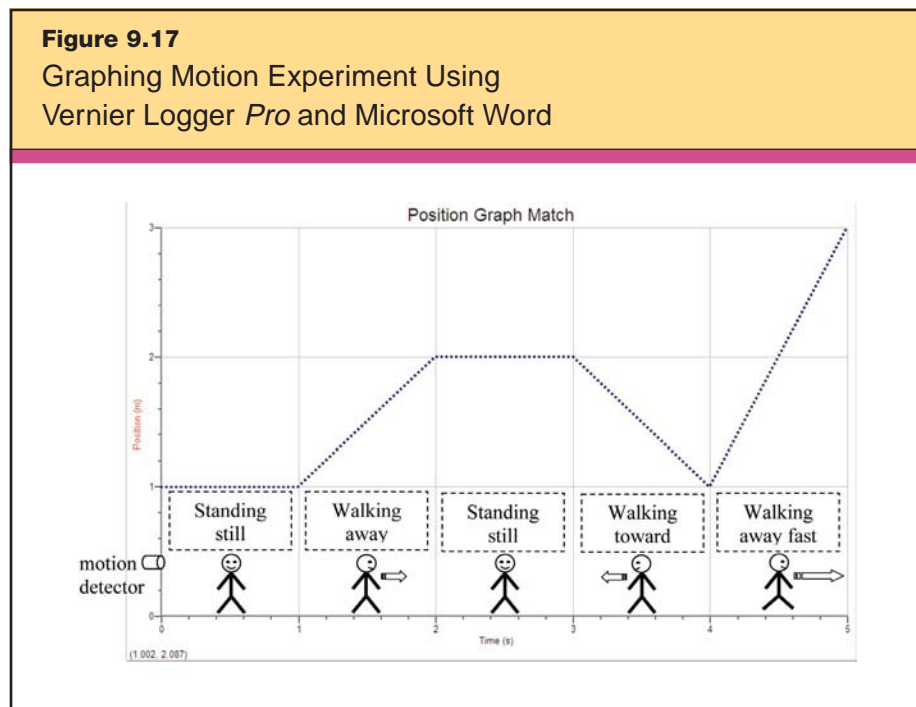 Figure 9.17
Graphing Motion Experiment Using
Vernier Logger Pro and Microsoft Word
Position Graph Match
3
2
1
0
Position (m)
Standing
still
Walking
away
Standing
still
Walking
toward
Walking
away fast
motion
detector
0
1
2
3
4
5
Time (s)
(1.002, 2.087)